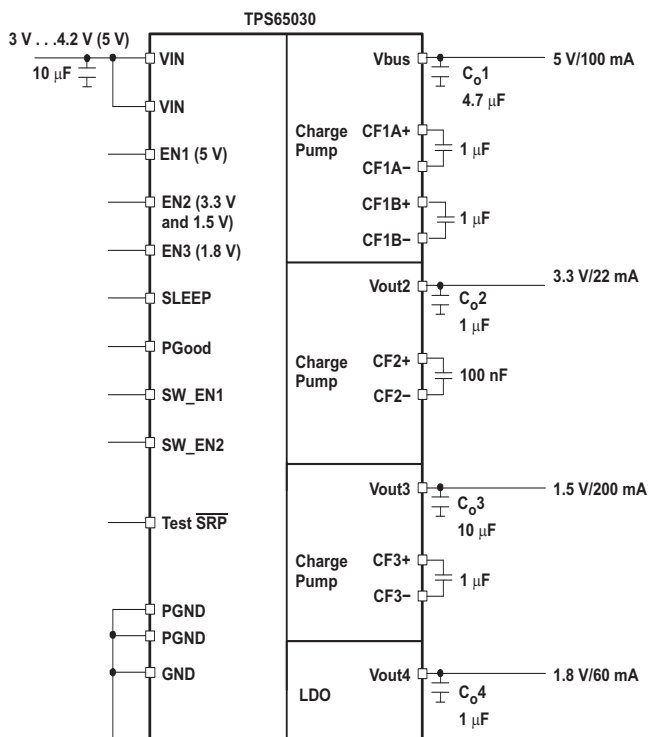 TPS65030
3 V . . .4.2 V (5 V)
10 μF
VIN
VIN
EN1 (5 V)
EN2 (3.3 V
and 1.5 V)
EN3 (1.8 V)
SLEEP
PGood
SW_EN1
SW_EN2
Test SRP
PGND
PGND
GND
Charge
Pump
Vbus
CF1A+
CF1A−
CF1B+
CF1B−
5 V/100 mA
Co1
4.7 μF
1 μF
1 μF
Charge
Pump
Vout2
CF2+
CF2−
3.3 V/22 mA
Co2
1 μF
100 nF
Charge
Pump
Vout3
CF3+
CF3−
1.5 V/200 mA
Co3
10 μF
1 μF
LDO
Vout4
1.8 V/60 mA
Co4
1 μF